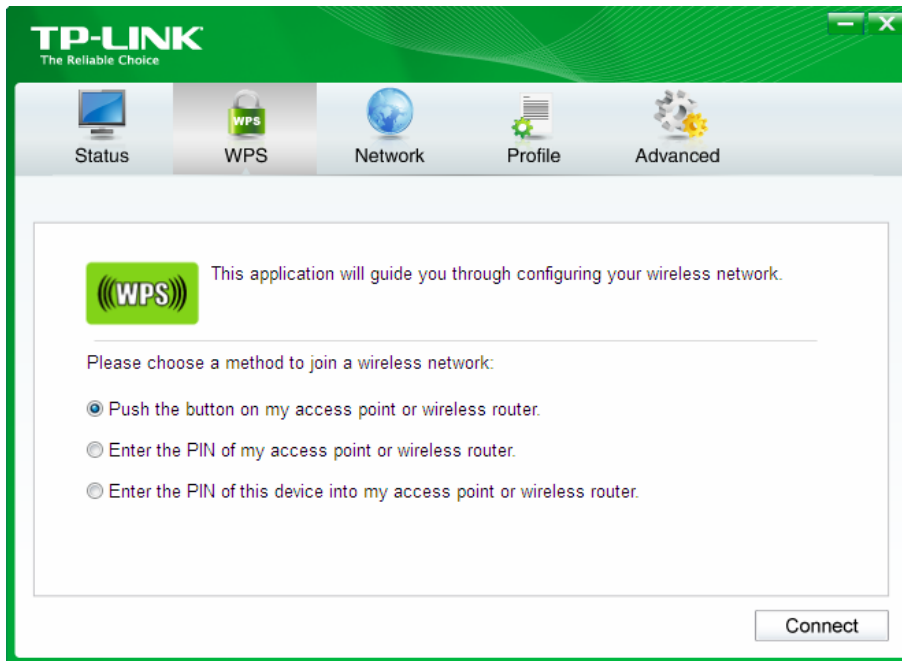 TP-LINK
The Reliable Choice
Status
WPS
WPS
Network
Profile
Advanced
WPS
This application will guide you through configuring your wireless network.
Please choose a method to join a wireless network:
Push the button on my access point or wireless router.
Enter the PIN of my access point or wireless router.
Enter the PIN of this device into my access point or wireless router.
Connect